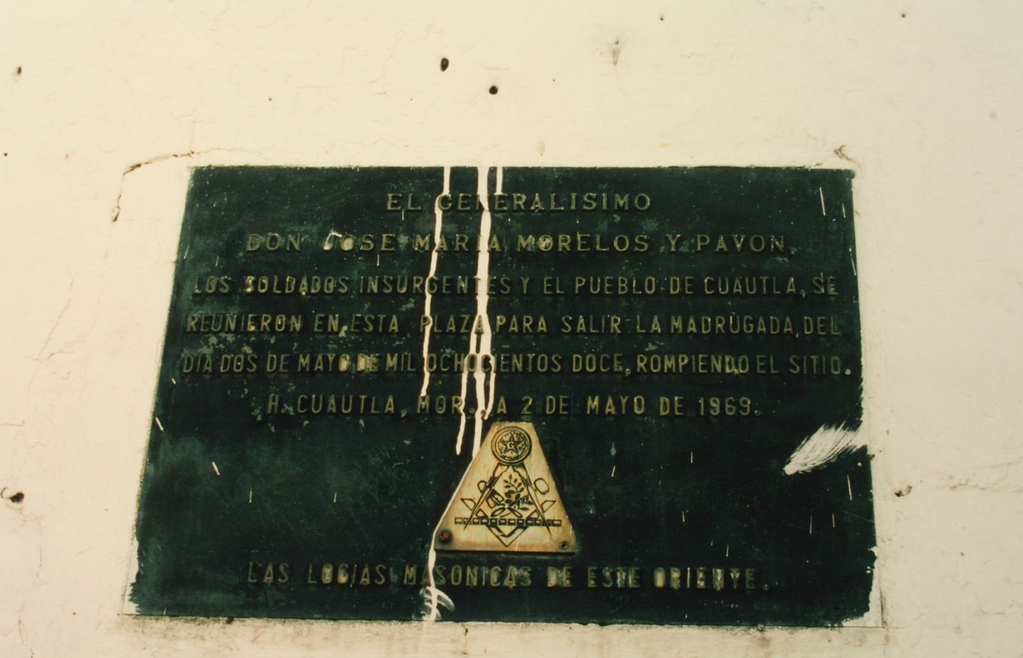 EL GENERALISIMO
DON JOSE MARIA MORELOS Y PAVON,
LOS SOLDADOS INSURGENTES Y EL PUEBLO DE CUAUTLA, SE
REUNIERON EN ESTA PLAZA PARA SALIR LA MADRUGADA, DEL
DIA DOS DE MAYO DE MIL OCHOCIENTOS DOCE, ROMPIENDO EL SITIO.
H. CUAUTLA, MOR., A 2 DE MAYO DE 1969.
LAS LOGIAS MASONICAS DE ESTE ORIENTE.